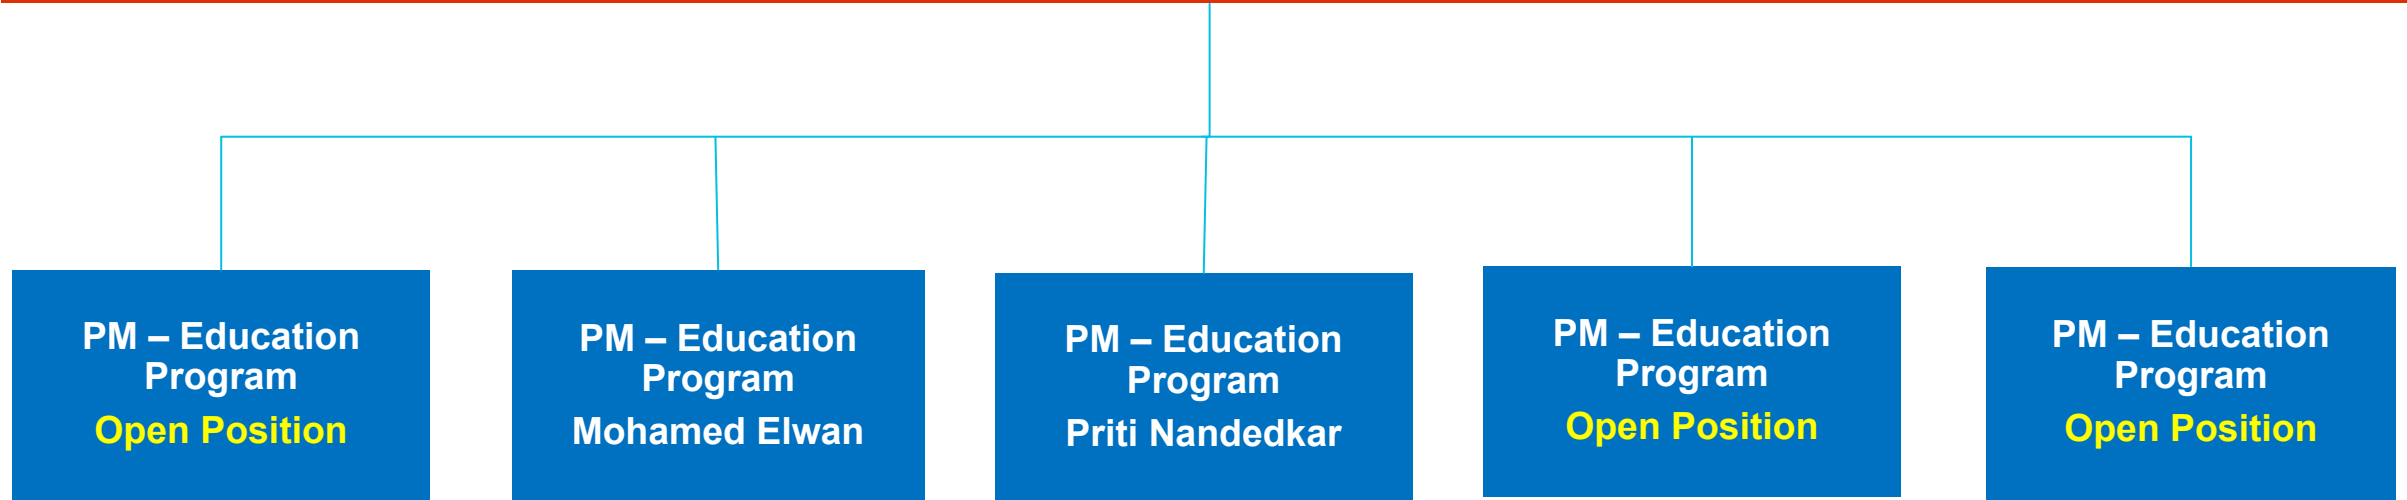 PM – Education
Program
Open Position
PM – Education
Program
Mohamed Elwan
PM – Education
Program
Priti Nandedkar
PM – Education
Program
Open Position
PM – Education
Program
Open Position